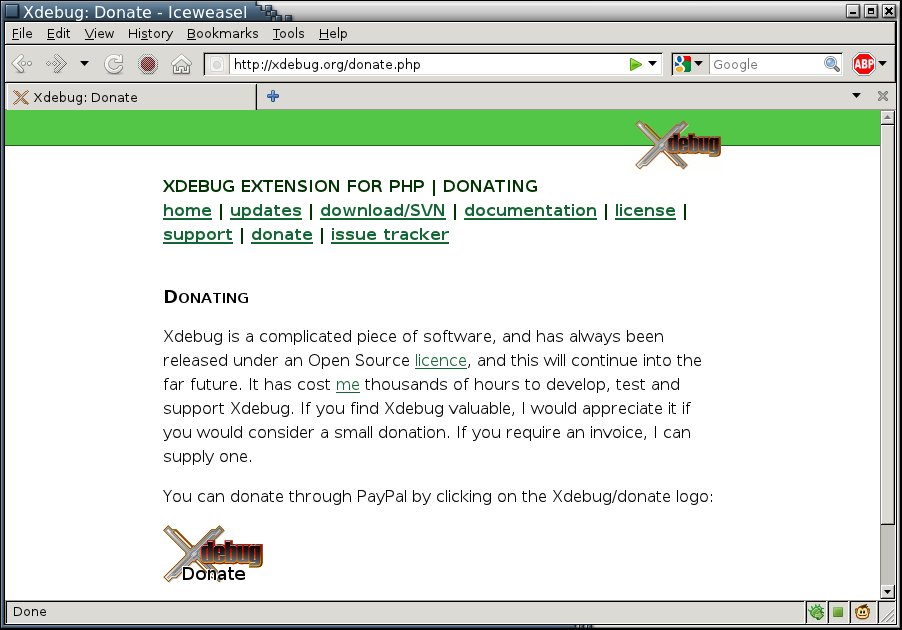 Xdebug: Donate - Iceweasel
File Edit View History Bookmarks Tools Help
http://xdebug.org/donate.php
Google
ABP
Xdebug: Donate
Xdebug
XDEBUG EXTENSION FOR PHP | DONATING
home | updates | download/SVN | documentation | license |
support | donate | issue tracker
DONATING
Xdebug is a complicated piece of software, and has always been
released under an Open Source licence, and this will continue into the
far future. It has cost me thousands of hours to develop, test and
support Xdebug. If you find Xdebug valuable, I would appreciate it if
you would consider a small donation. If you require an invoice, I can
supply one.
You can donate through PayPal by clicking on the Xdebug/donate logo:
Xdebug
Donate
Done